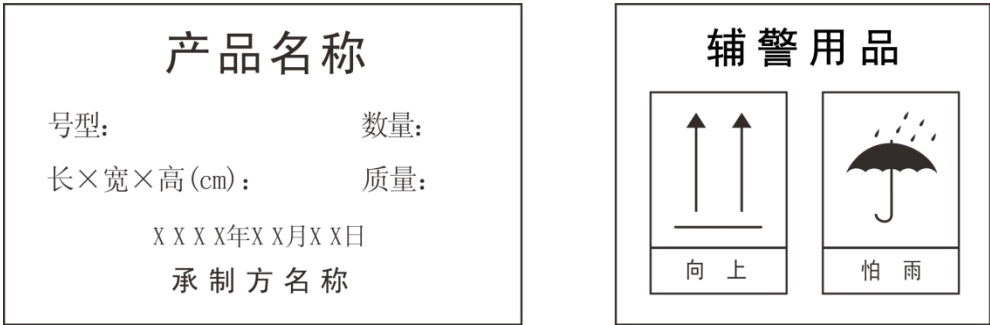 产品名称
号型： 数量：
长×宽×高(cm)： 质量：
XXXX年XX月XX日
承制方名称
辅警用品
向上 怕雨